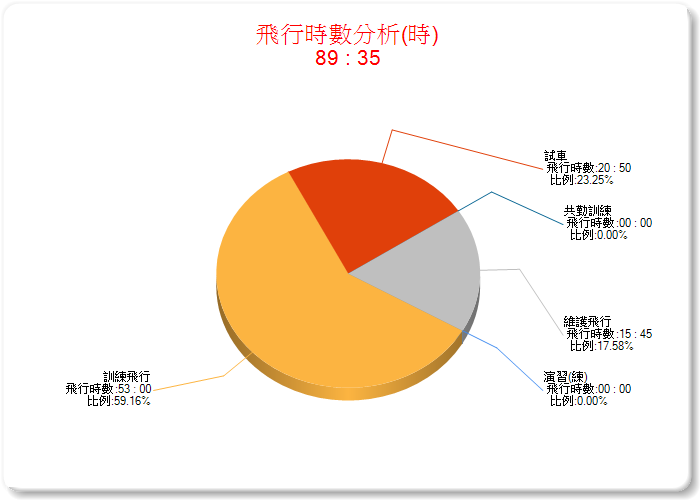 飛行時數分析(時)
89 : 35
試車
飛行時數:20 : 50
比例:23.25%
共勤訓練
飛行時數:00 : 00
比例:0.00%
維護飛行
飛行時數:15 : 45
比例:17.58%
演習(練)
飛行時數:00 : 00
比例:0.00%
訓練飛行
飛行時數:53 : 00
比例:59.16%